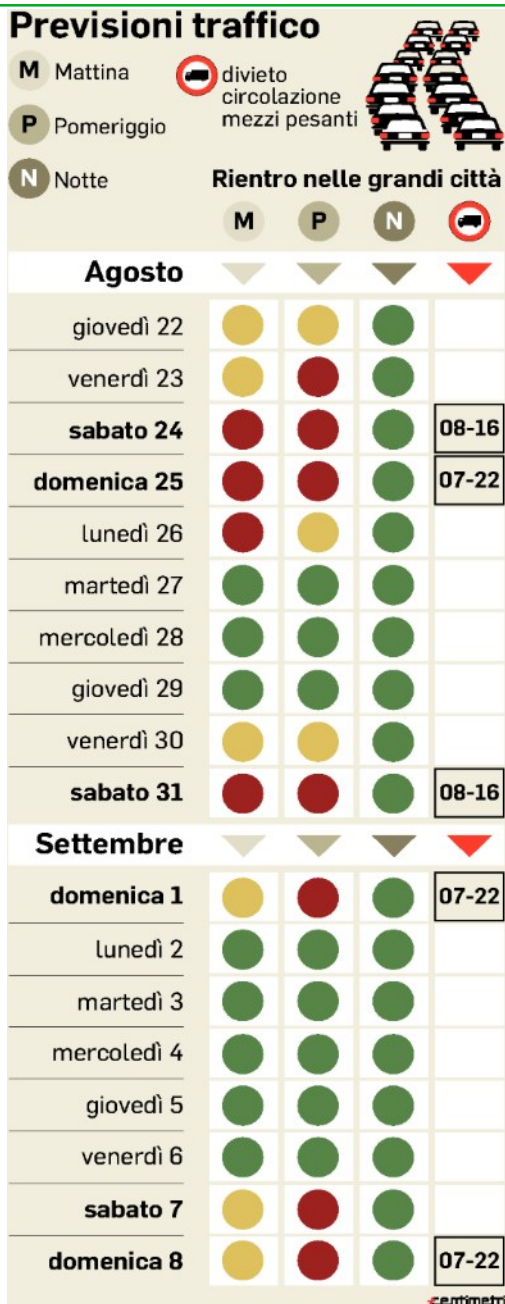 Previsioni traffico
M Mattina
divieto
circolazione
mezzi pesanti
P Pomeriggio
N Notte
Rientro nelle grandi città
M P N
Agosto
giovedì 22
venerdì 23
sabato 24 08-16
domenica 25 07-22
lunedì 26
martedì 27
mercoledì 28
giovedì 29
venerdì 30
sabato 31 08-16
Settembre
domenica 1 07-22
lunedì 2
martedì 3
mercoledì 4
giovedì 5
venerdì 6
sabato 7
domenica 8 07-22
centimetri